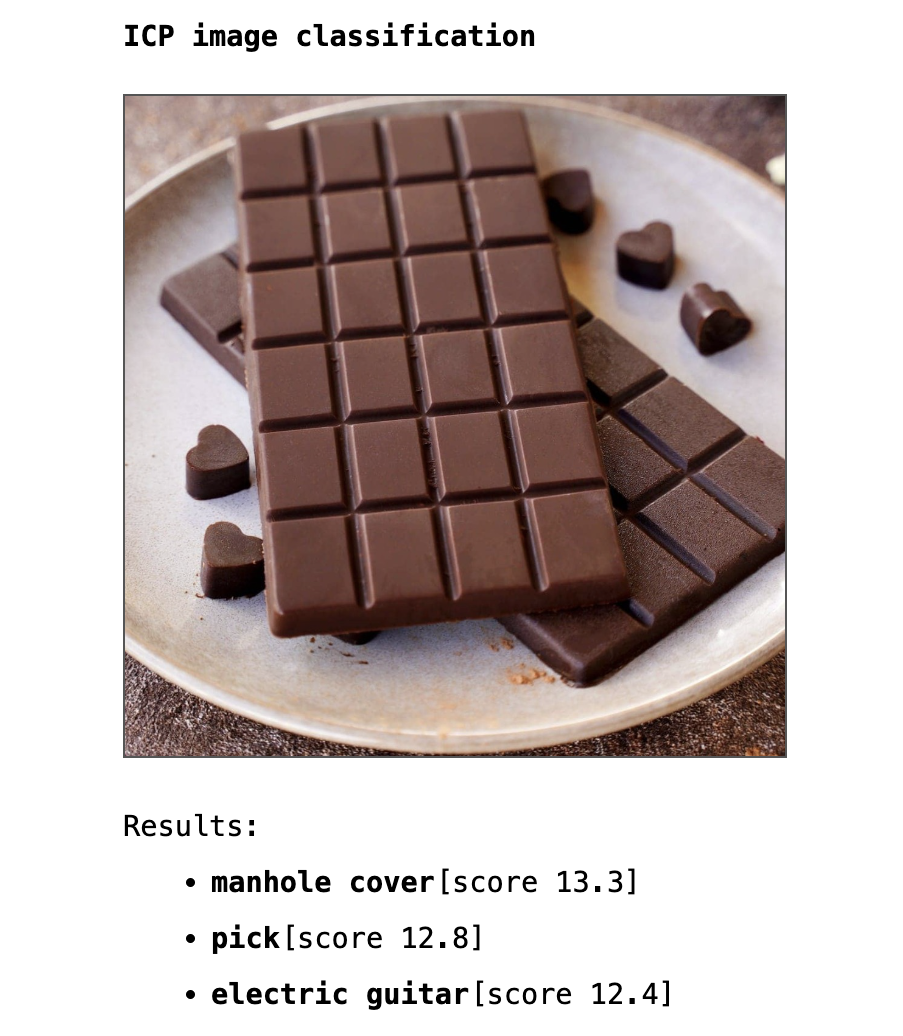 ICP image classification
Results:
• manhole cover[score 13.3]
• pick[score 12.8]
• electric guitar[score 12.4]